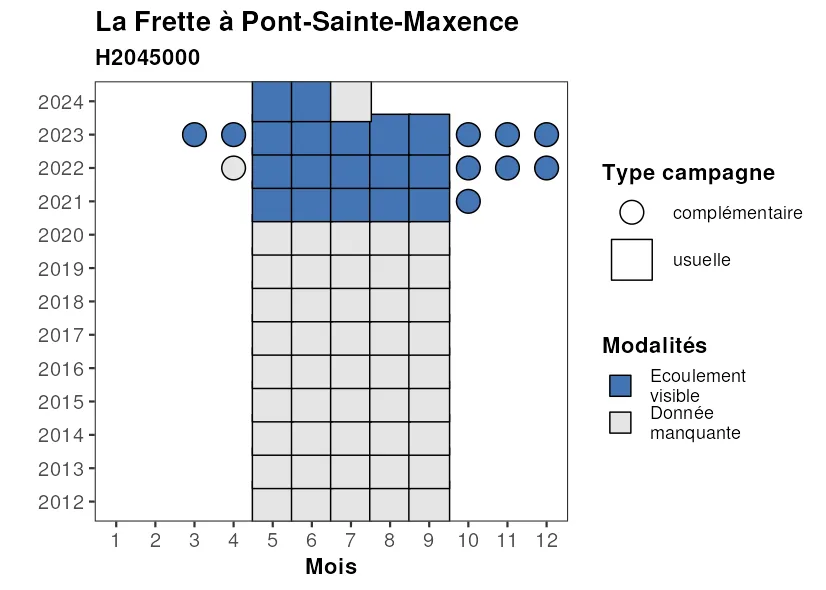 La Frette à Pont-Sainte-Maxence
H2045000
2024
2023
2022
2021
2020
2019
2018
2017
2016
2015
2014
2013
2012
1 2 3 4 5 6 7 8 9 10 11 12
Mois
Type campagne
complémentaire
usuelle
Modalités
Ecoulement
visible
Donnée
manquante